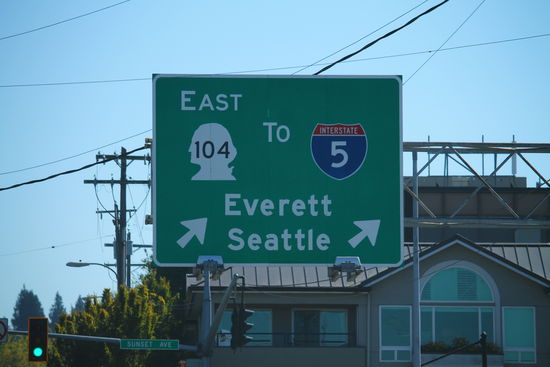 EAST
104 TO INTERSTATE 5
Everett
Seattle
SUNSET AVE